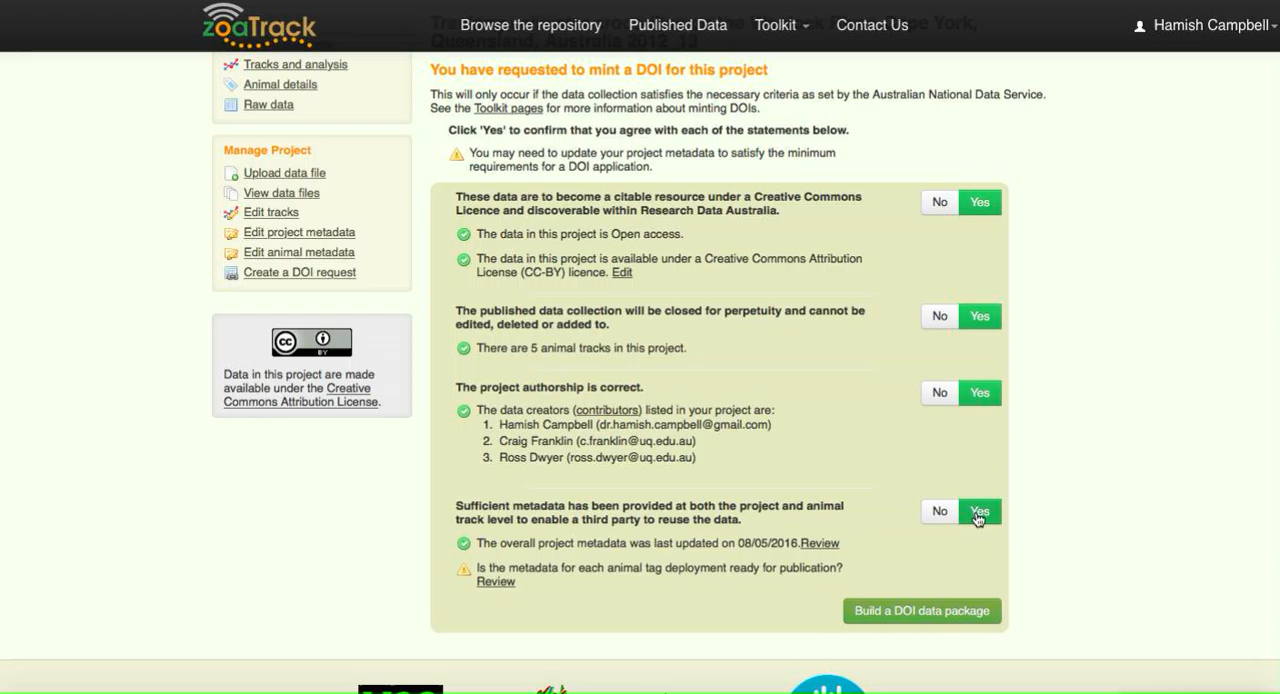 zoaTrack
Browse the repository
Published Data
Toolkit
Contact Us
Hamish Campbell
Queensland, Australia 2012_13
Tracks and analysis
Animal details
Raw data
Manage Project
Upload data file
View data files
Edit tracks
Edit project metadata
Edit animal metadata
Create a DOI request
cc
BY
Data in this project are made
available under the Creative
Commons Attribution License.
You have requested to mint a DOI for this project
This will only occur if the data collection satisfies the necessary criteria as set by the Australian National Data Service.
See the Toolkit pages for more information about minting DOIs.
Click 'Yes' to confirm that you agree with each of the statements below.
You may need to update your project metadata to satisfy the minimum
requirements for a DOI application.
These data are to become a citable resource under a Creative Commons
Licence and discoverable within Research Data Australia.
No Yes
The data in this project is Open access.
The data in this project is available under a Creative Commons Attribution
License (CC-BY) licence. Edit
The published data collection will be closed for perpetuity and cannot be
edited, deleted or added to.
No Yes
There are 5 animal tracks in this project.
The project authorship is correct.
No Yes
The data creators (contributors) listed in your project are:
1. Hamish Campbell (dr.hamish.campbell@gmail.com)
2. Craig Franklin (c.franklin@uq.edu.au)
3. Ross Dwyer (ross.dwyer@uq.edu.au)
Sufficient metadata has been provided at both the project and animal
track level to enable a third party to reuse the data.
No Yes
The overall project metadata was last updated on 08/05/2016.Review
Is the metadata for each animal tag deployment ready for publication?
Review
Build a DOI data package